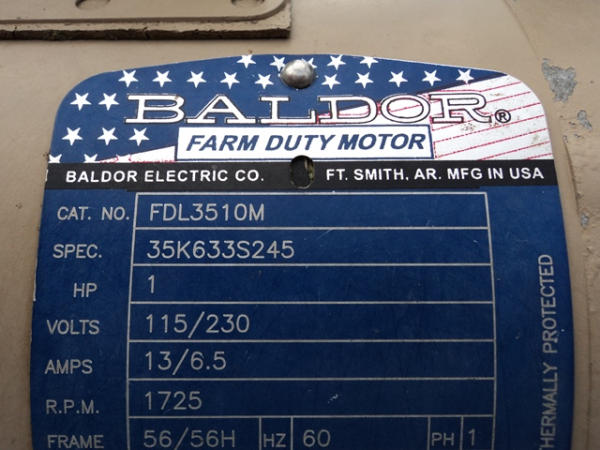 BALDOR®
FARM DUTY MOTOR
BALDOR ELECTRIC CO. FT. SMITH, AR. MFG IN USA
CAT. NO. FDL3510M
SPEC. 35K633S245
HP 1
VOLTS 115/230
AMPS 13/6.5
R.P.M. 1725
FRAME 56/56H HZ 60 PH 1
THERMALLY PROTECTED